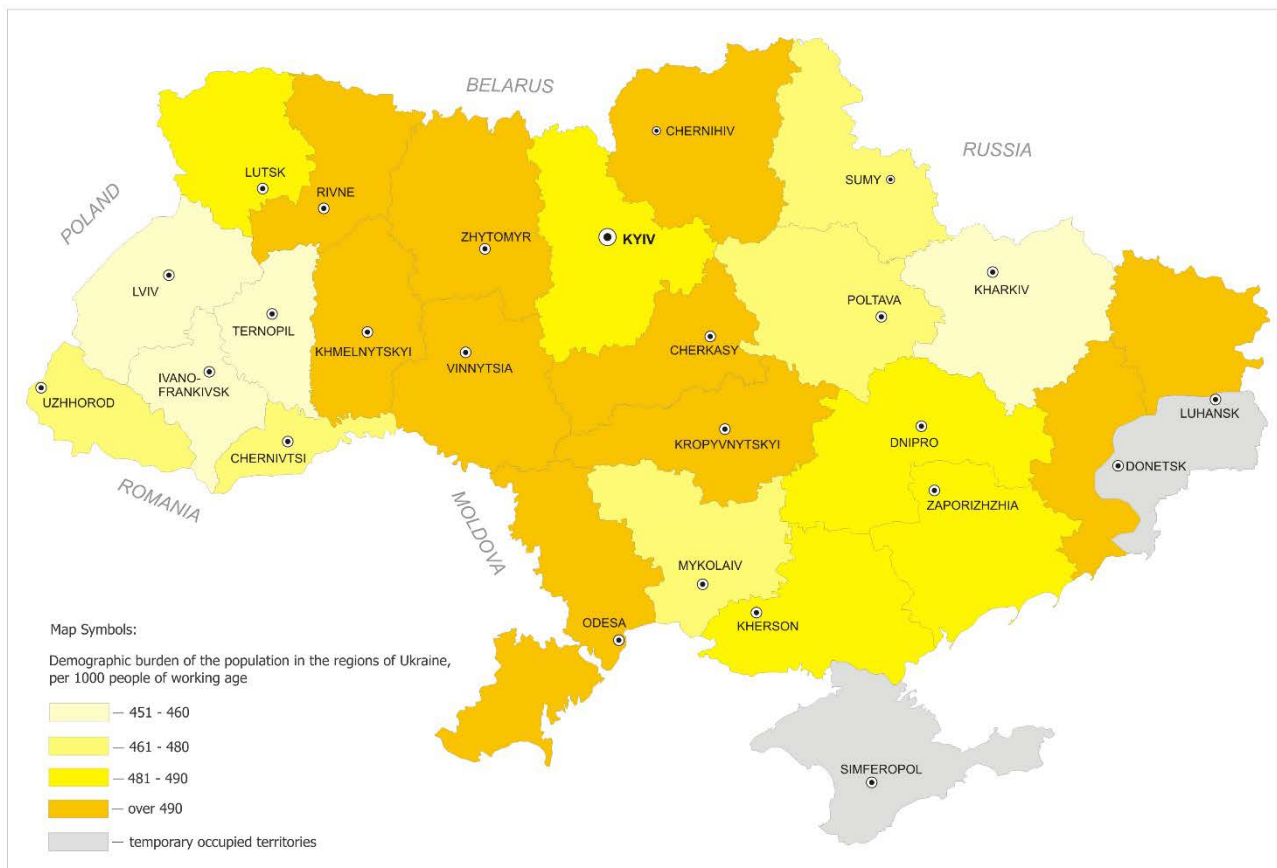 BELARUS
CHERNIHIV
RUSSIA
SUMY
LUTSK
POLAND
RIVNE
KYIV
ZHYTOMYR
LVIV
KHARKIV
POLTAVA
TERNOPIL
KHMELNYTSKYI
VINNYTSIA
CHERKASY
IVANO-
FRANKIVSK
UZHHOROD
LUHANSK
CHERNIVTSI
KROPYVNYTSKYI
DNIPRO
DONETSK
ROMANIA
MOLDOVA
ZAPORIZHZHIA
MYKOLAIV
ODESA
KHERSON
SIMFEROPOL
Map Symbols:
Demographic burden of the population in the regions of Ukraine,
per 1000 people of working age
— 451 - 460
— 461 - 480
— 481 - 490
— over 490
— temporary occupied territories